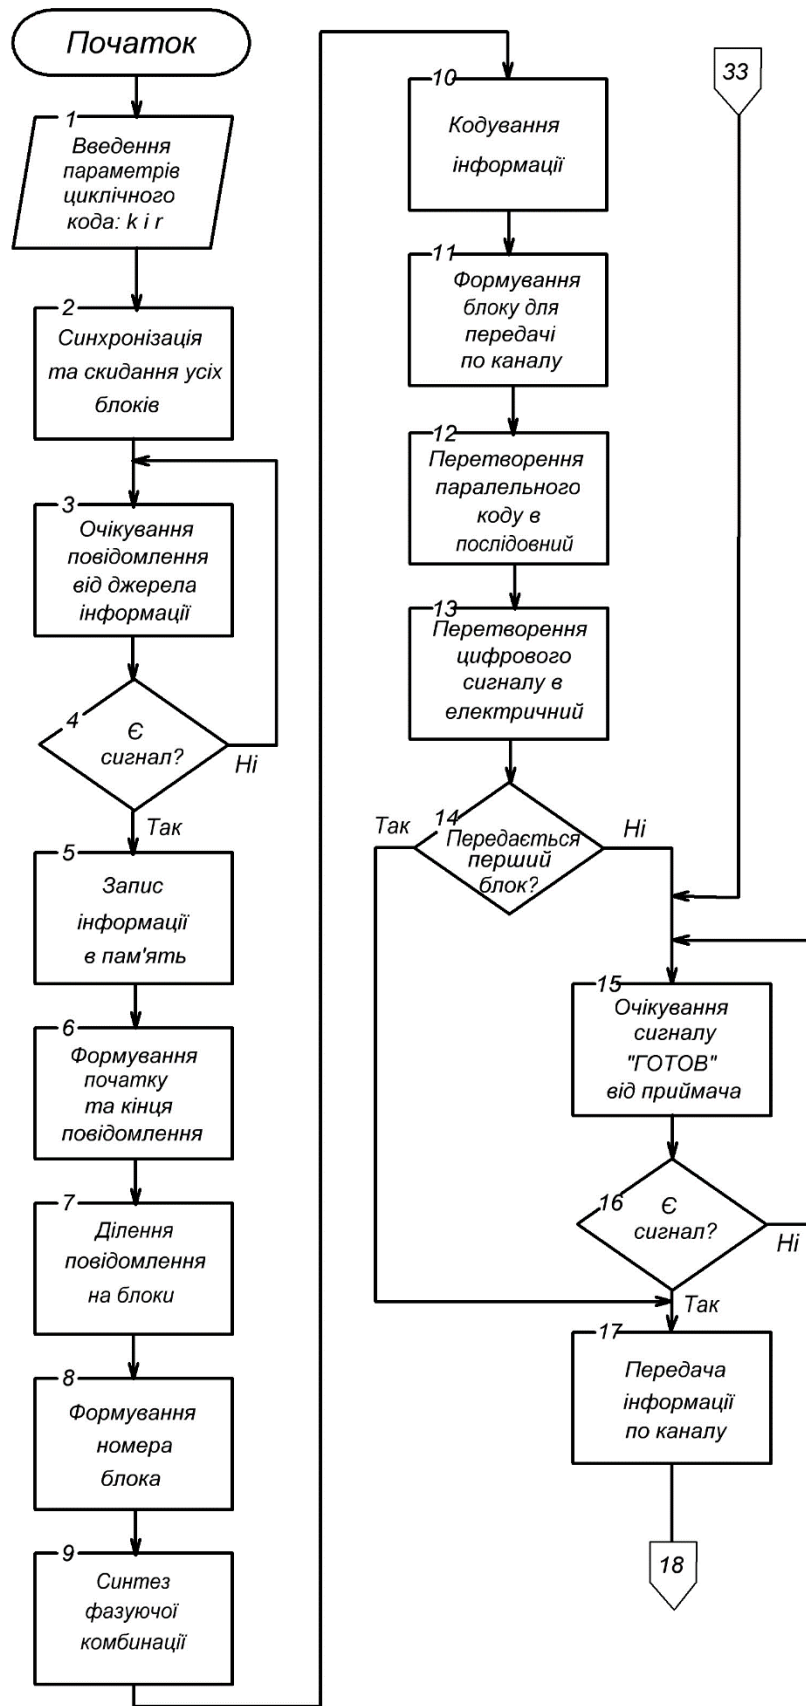 Початок
1
Введення
параметрів
циклічного
кода: k і r
2
Синхронізація
та скидання усіх
блоків
3
Очікування
повідомлення
від джерела
інформації
4
Є
сигнал?
Ні
Так
5
Запис
інформації
в пам'ять
6
Формування
початку
та кінця
повідомлення
7
Ділення
повідомлення
на блоки
8
Формування
номера
блока
9
Синтез
фазуючої
комбинації
10
Кодування
інформації
11
Формування
блоку для
передачі
по каналу
12
Перетворення
паралельного
коду в
послідовний
13
Перетворення
цифрового
сигналу в
електричний
14
Так
Ні
Передається
перший
блок?
33
15
Очікування
сигналу
"ГОТОВ"
від приймача
16
Є
сигнал?
Ні
Так
17
Передача
інформації
по каналу
18